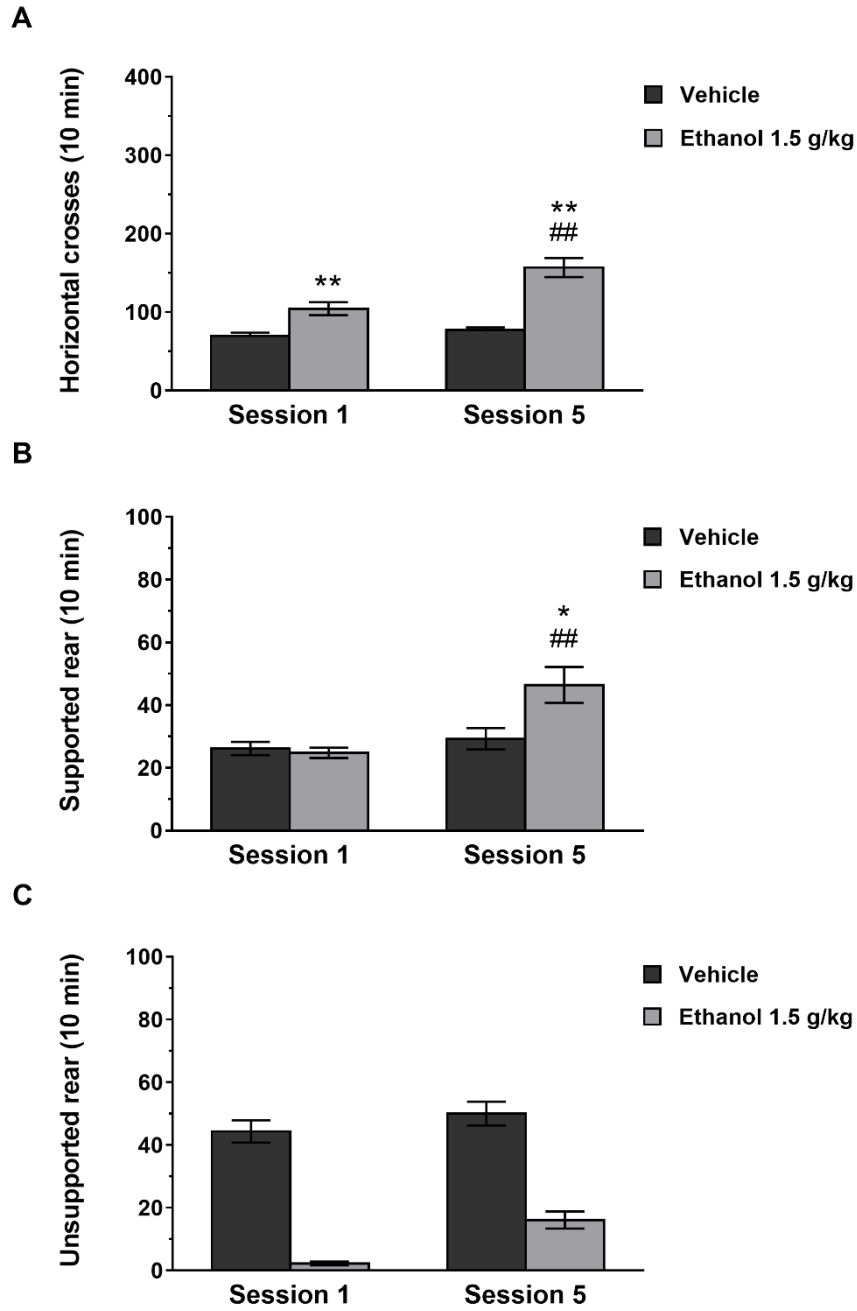 A
Horizontal crosses (10 min)
400
300
200
100
0
**
**
##
Session 1
Session 5
Vehicle
Ethanol 1.5 g/kg
B
Supported rear (10 min)
100
80
60
40
20
0
*
##
Session 1
Session 5
Vehicle
Ethanol 1.5 g/kg
C
Unsupported rear (10 min)
100
80
60
40
20
0
Session 1
Session 5
Vehicle
Ethanol 1.5 g/kg